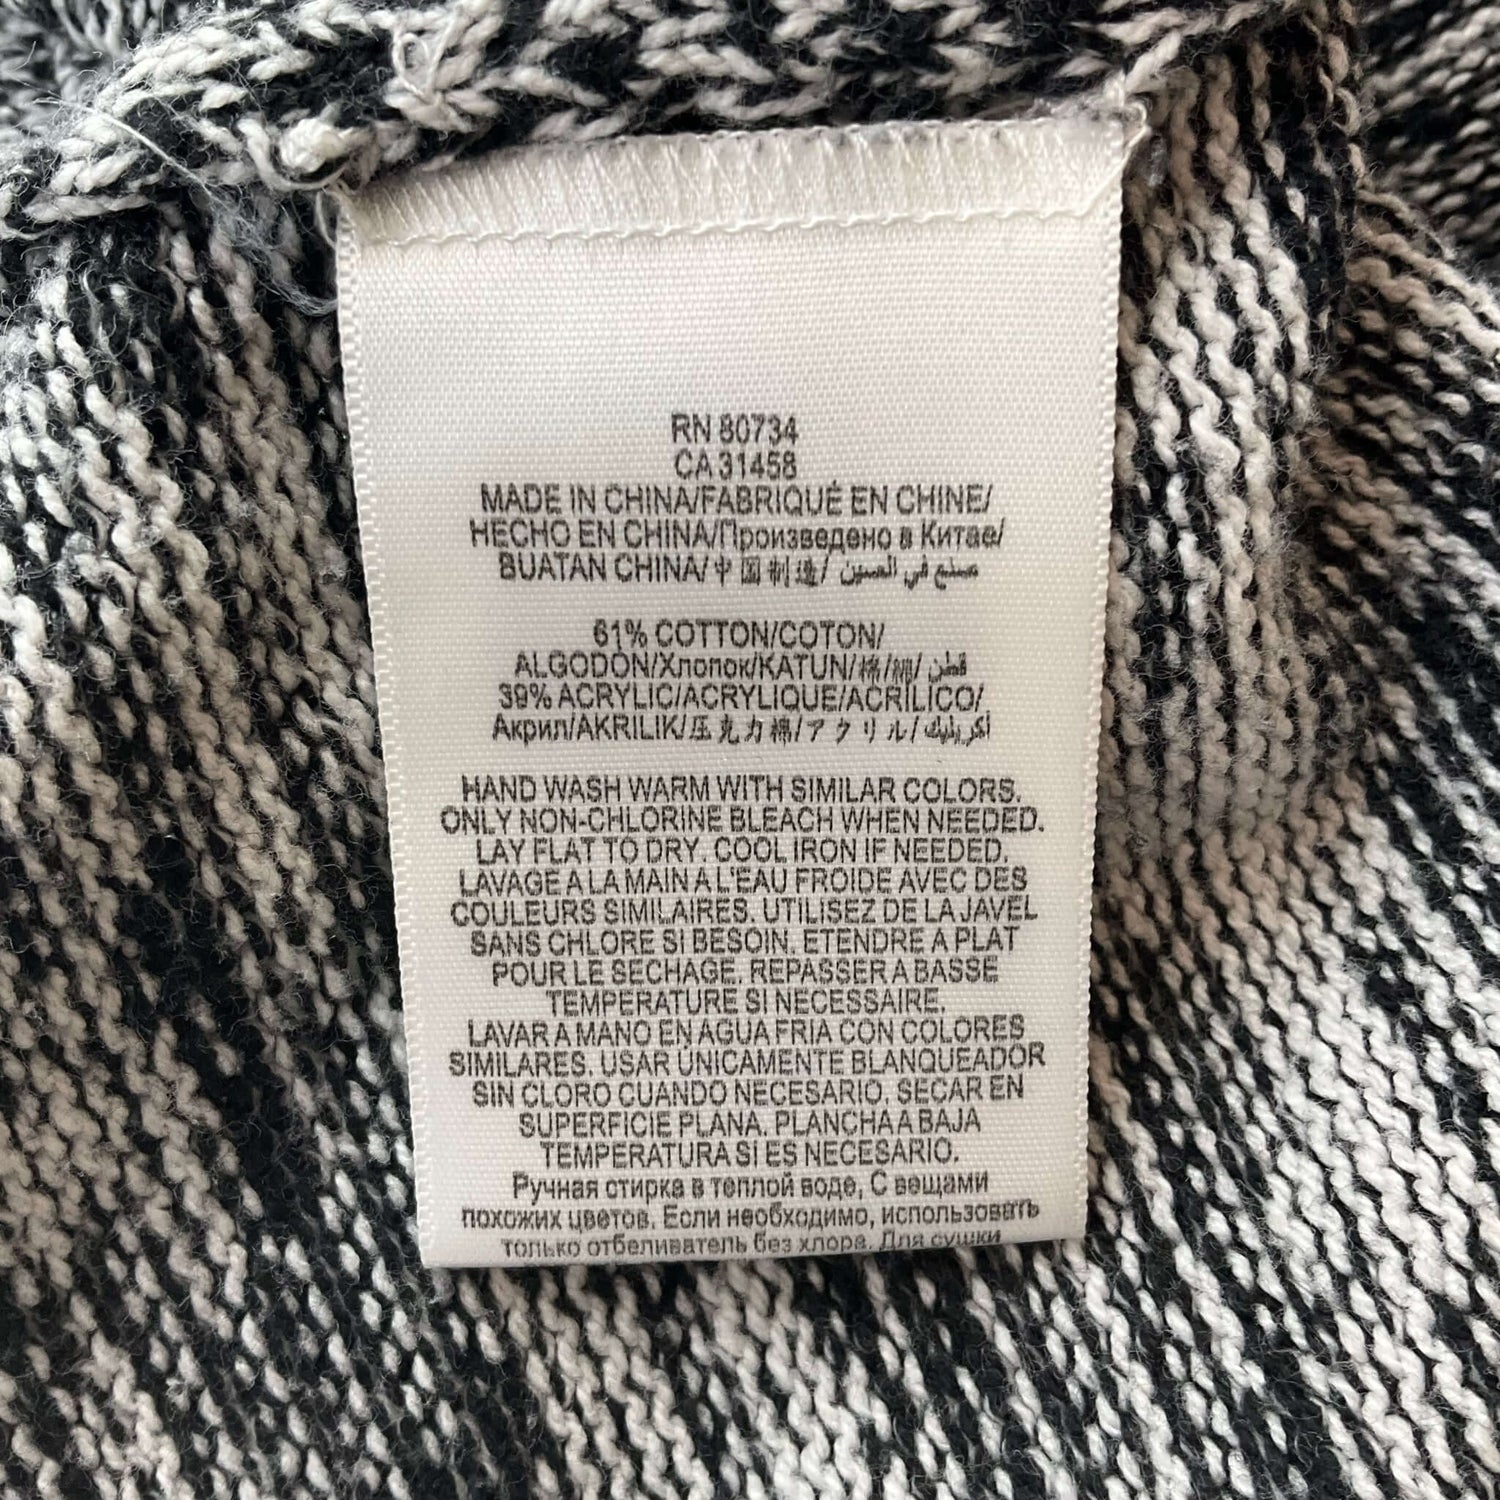 RN 80734
CA 31458
MADE IN CHINA/FABRIQUÉ EN CHINE/
HECHO EN CHINA/Произведено в Китае/
BUATAN CHINA/中国制造/ صنع في الصين
61% COTTON/COTON/
ALGODÓN/Хлопок/KATUN/棉/綿/ قطن
39% ACRYLIC/ACRYLIQUE/ACRÍLICO/
Акрил/AKRILIK/压克力棉/アクリル/ أكريليك
HAND WASH WARM WITH SIMILAR COLORS.
ONLY NON-CHLORINE BLEACH WHEN NEEDED.
LAY FLAT TO DRY. COOL IRON IF NEEDED.
LAVAGE A LA MAIN A L'EAU FROIDE AVEC DES
COULEURS SIMILAIRES. UTILISEZ DE LA JAVEL
SANS CHLORE SI BESOIN. ETENDRE A PLAT
POUR LE SECHAGE. REPASSER A BASSE
TEMPERATURE SI NECESSAIRE.
LAVAR A MANO EN AGUA FRIA CON COLORES
SIMILARES. USAR ÚNICAMENTE BLANQUEADOR
SIN CLORO CUANDO NECESARIO. SECAR EN
SUPERFICIE PLANA. PLANCHA A BAJA
TEMPERATURA SI ES NECESARIO.
Ручная стирка в теплой воде, С вещами
похожих цветов. Если необходимо, использовать
только отбеливатель без хлора. Для сушки